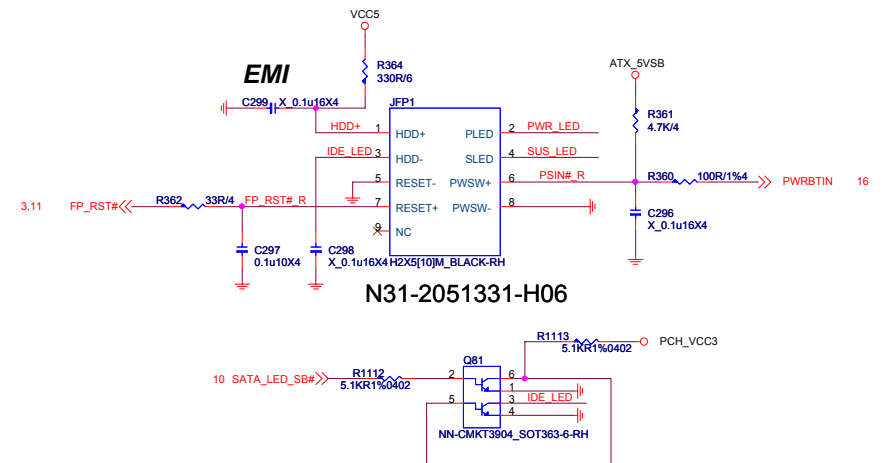 VCC5
EMI
R364
330R/6
ATX_5VSB
C299
X_0.1u16X4
JFP1
R361
4.7K/4
HDD+
1
HDD+
PLED
2
PWR_LED
IDE_LED
3
HDD-
SLED
4
SUS_LED
5
RESET-
PWSW+
6
PSIN#_R
R360
100R/1%4
PWRBTIN
16
3,11
FP_RST#
R362
33R/4
FP_RST#_R
7
RESET+
PWSW-
8
C296
X_0.1u16X4
9
NC
C297
0.1u10X4
C298
X_0.1u16X4
H2X5[10]M_BLACK-RH
N31-2051331-H06
R1113
5.1KR1%0402
PCH_VCC3
Q81
10
SATA_LED_SB#
R1112
5.1KR1%0402
2
6
1
5
3
IDE_LED
4
NN-CMKT3904_SOT363-6-RH